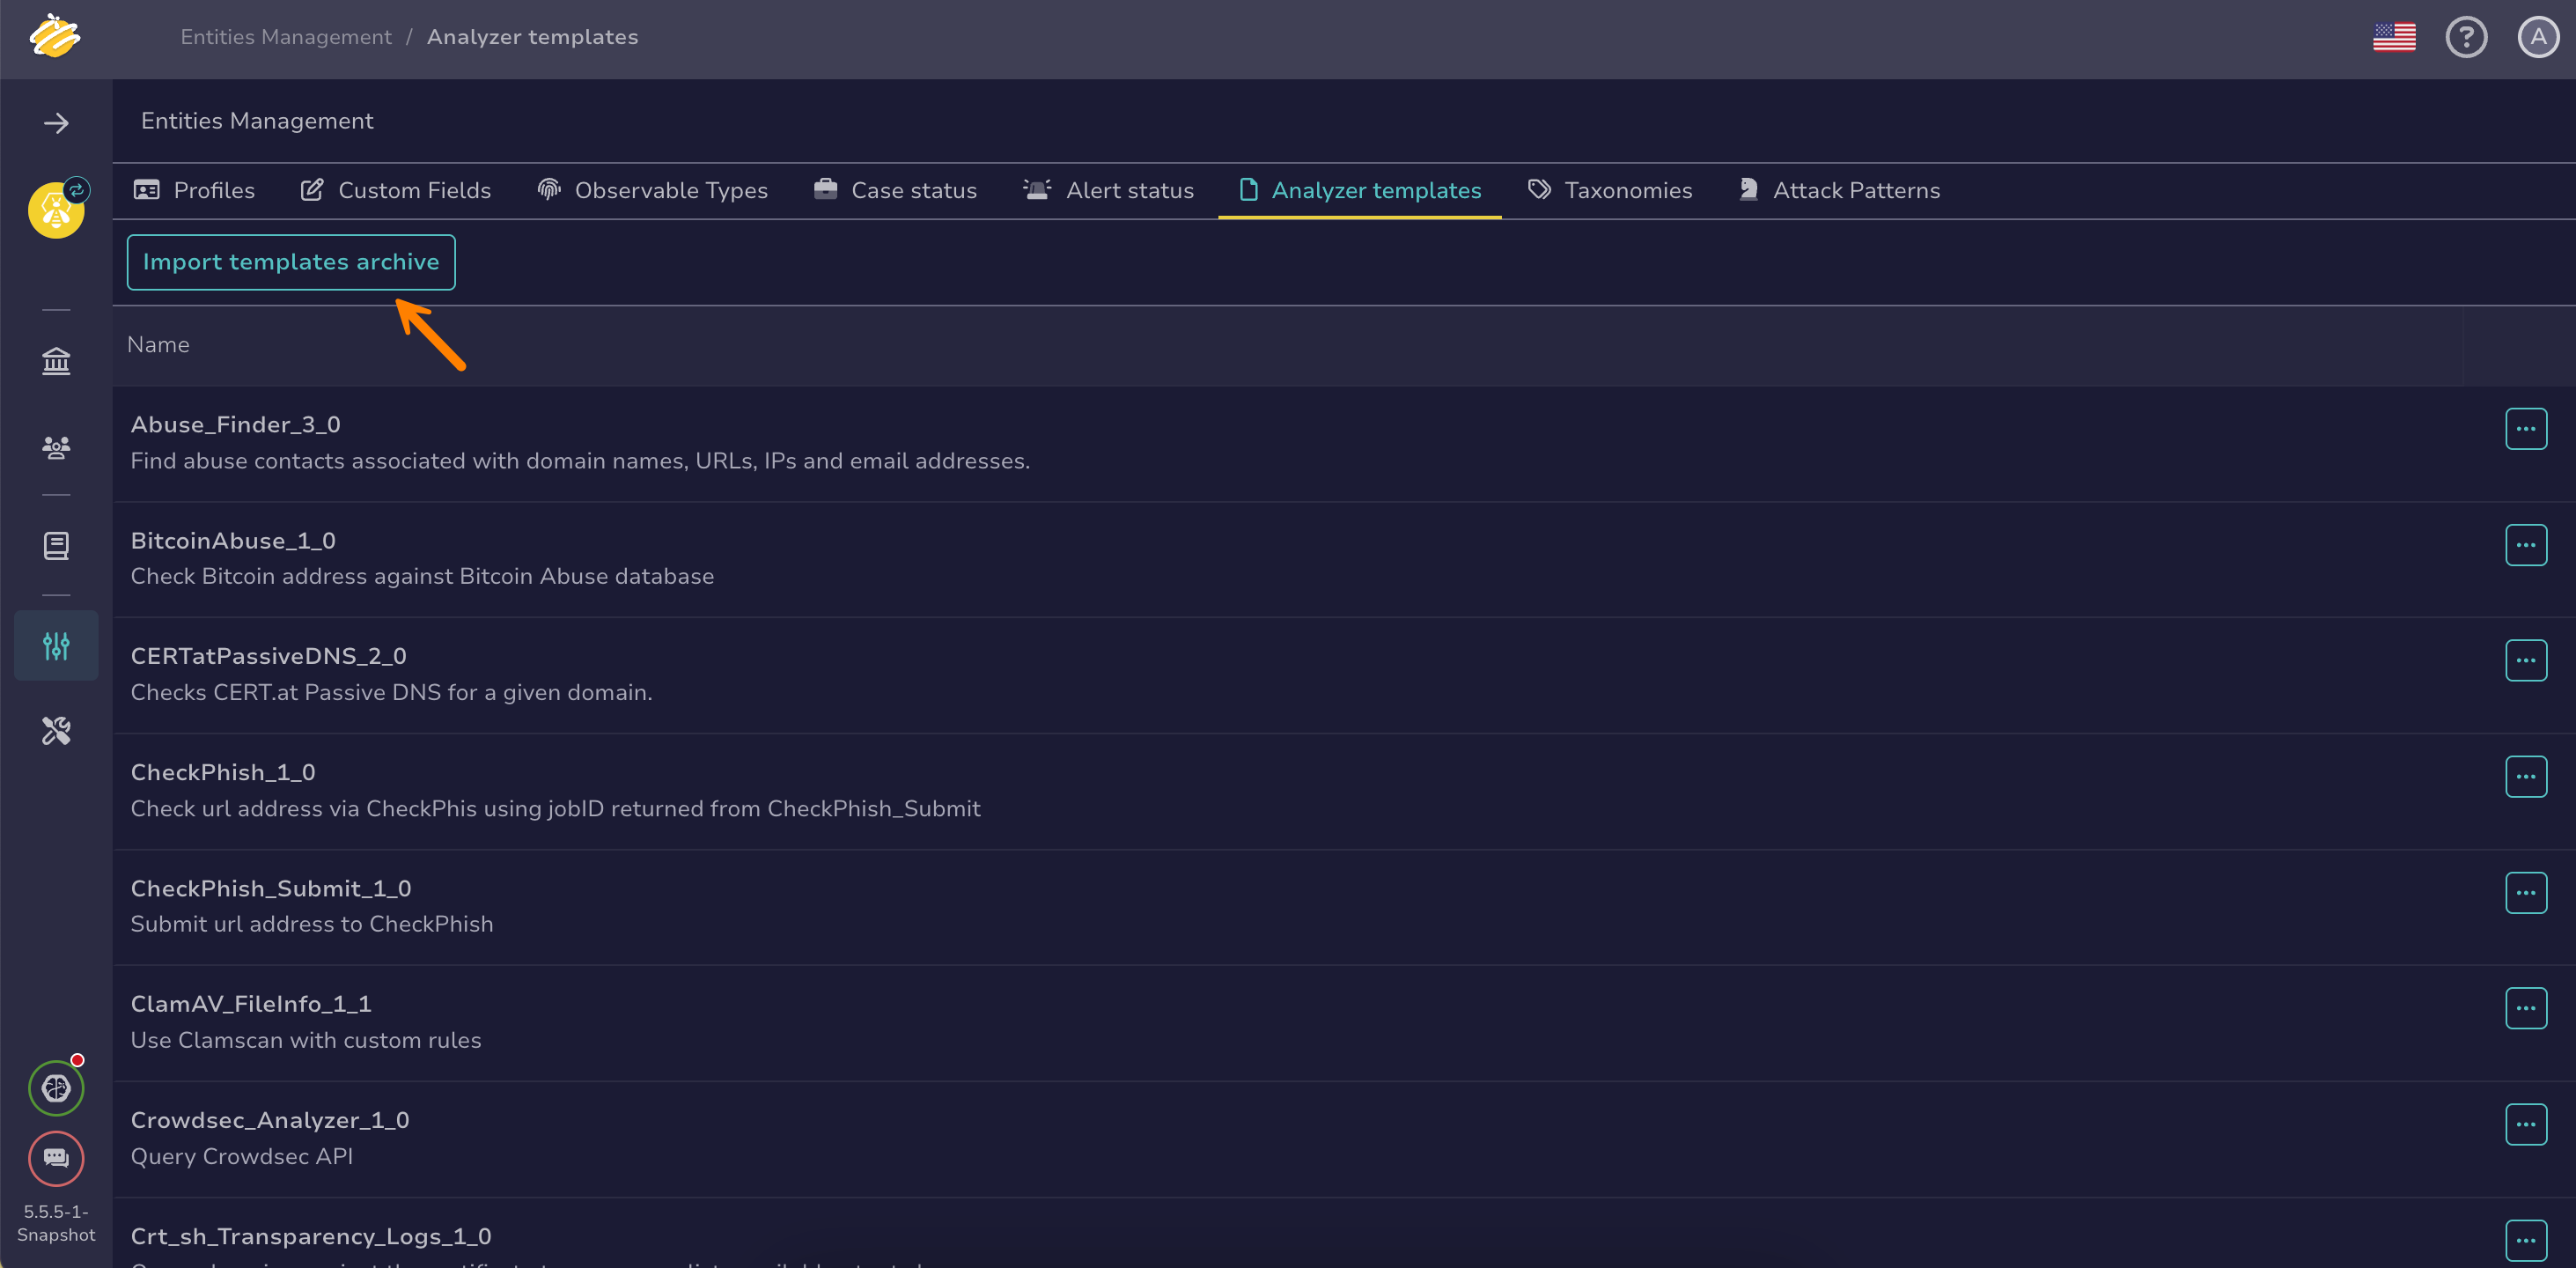 Entities Management / Analyzer templates
A
Entities Management
Profiles Custom Fields Observable Types Case status Alert status Analyzer templates Taxonomies Attack Patterns
Import templates archive
Name
Abuse_Finder_3_0
Find abuse contacts associated with domain names, URLs, IPs and email addresses.
BitcoinAbuse_1_0
Check Bitcoin address against Bitcoin Abuse database
CERTatPassiveDNS_2_0
Checks CERT.at Passive DNS for a given domain.
CheckPhish_1_0
Check url address via CheckPhis using jobID returned from CheckPhish_Submit
CheckPhish_Submit_1_0
Submit url address to CheckPhish
ClamAV_FileInfo_1_1
Use Clamscan with custom rules
Crowdsec_Analyzer_1_0
Query Crowdsec API
5.5.5-1-
Snapshot
Crt_sh_Transparency_Logs_1_0